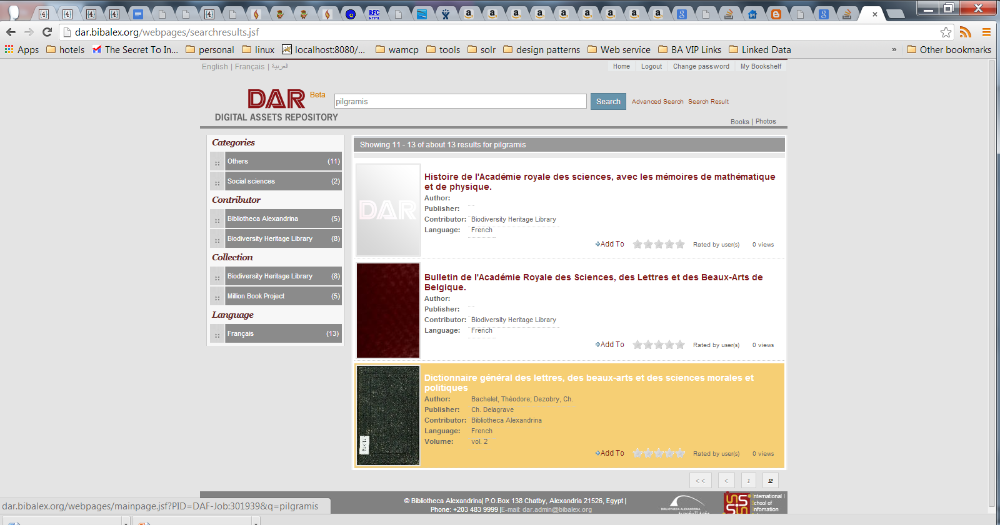 dar.bibalex.org/webpages/searchresults.jsf
Apps hotels The Secret To In... personal linux localhost:8080/... wamcp tools solr design patterns Web service BA VIP Links Linked Data » Other bookmarks
English | Français | العربية
Home Logout Change password My Bookshelf
DAR Beta
pilgramis
Search Advanced Search Search Result
DIGITAL ASSETS REPOSITORY
Books | Photos
Categories
Others (11)
Social sciences (2)
Contributor
Bibliotheca Alexandrina (5)
Biodiversity Heritage Library (8)
Collection
Biodiversity Heritage Library (8)
Million Book Project (5)
Language
Français (13)
Showing 11 - 13 of about 13 results for pilgramis
DAR
Histoire de l'Académie royale des sciences, avec les mémoires de mathématique
et de physique.
Author:
Publisher:
Contributor: Biodiversity Heritage Library
Language: French
Add To Rated by user(s) 0 views
Bulletin de l'Académie Royale des Sciences, des Lettres et des Beaux-Arts de
Belgique.
Author:
Publisher:
Contributor: Biodiversity Heritage Library
Language: French
Add To Rated by user(s) 0 views
Dictionnaire général des lettres, des beaux-arts et des sciences morales et
politiques
Author: Bachelet, Théodore; Dezobry, Ch.
Publisher: Ch. Delagrave
Contributor: Bibliotheca Alexandrina
Language: French
Volume: vol. 2
Add To Rated by user(s) 0 views
<< < 1 2
© Bibliotheca Alexandrina| P.O.Box 138 Chatby, Alexandria 21526, Egypt |
Phone: +203 483 9999 |E-mail: dar.admin@bibalex.org
BIBLIOTHECA ALEXANDRINA
International
School of
Information
dar.bibalex.org/webpages/mainpage.jsf?PID=DAF-Job:301939&q=pilgramis